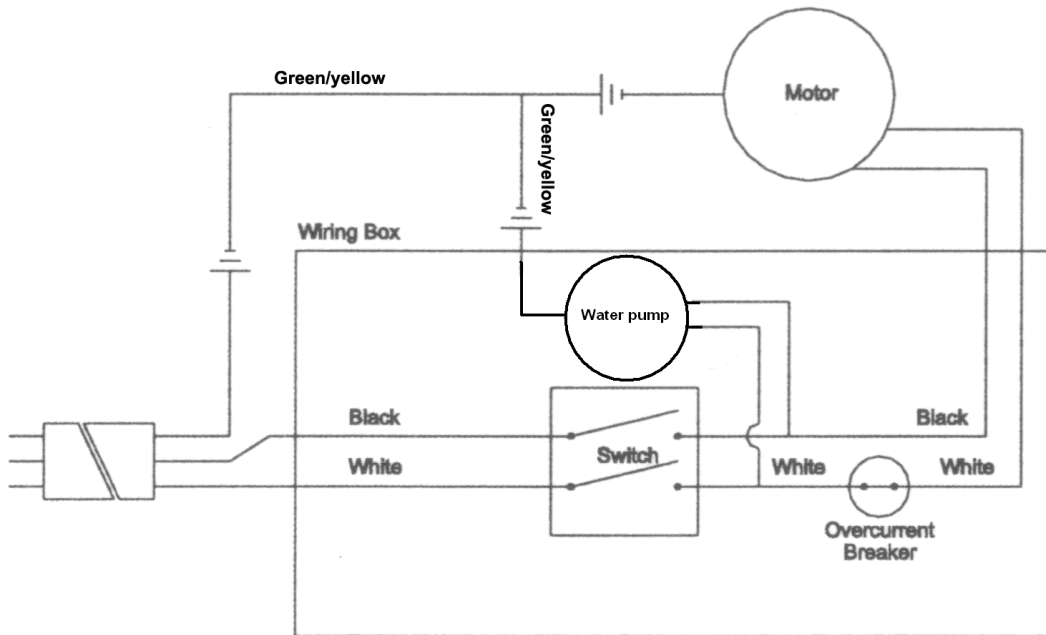 Green/yellow
Motor
Green/yellow
Wiring Box
Water pump
Black
Black
White
Switch
White
White
Overcurrent
Breaker